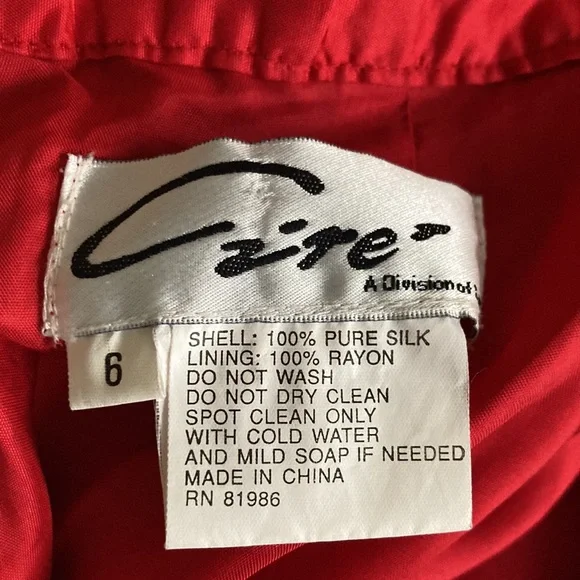 Cire
A Division of
6
SHELL: 100% PURE SILK
LINING: 100% RAYON
DO NOT WASH
DO NOT DRY CLEAN
SPOT CLEAN ONLY
WITH COLD WATER
AND MILD SOAP IF NEEDED
MADE IN CHINA
RN 81986